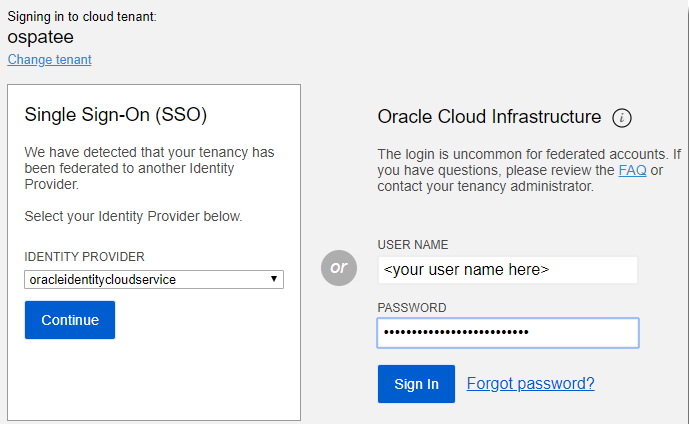 Signing in to cloud tenant:
ospatee
Change tenant
Single Sign-On (SSO)
We have detected that your tenancy has
been federated to another Identity
Provider.
Select your Identity Provider below.
IDENTITY PROVIDER
oracleidentitycloudservice
Continue
or
Oracle Cloud Infrastructure i
The login is uncommon for federated accounts. If
you have questions, please review the FAQ or
contact your tenancy administrator.
USER NAME
<your user name here>
PASSWORD
••••••••••••••••••••••••••
Sign In Forgot password?